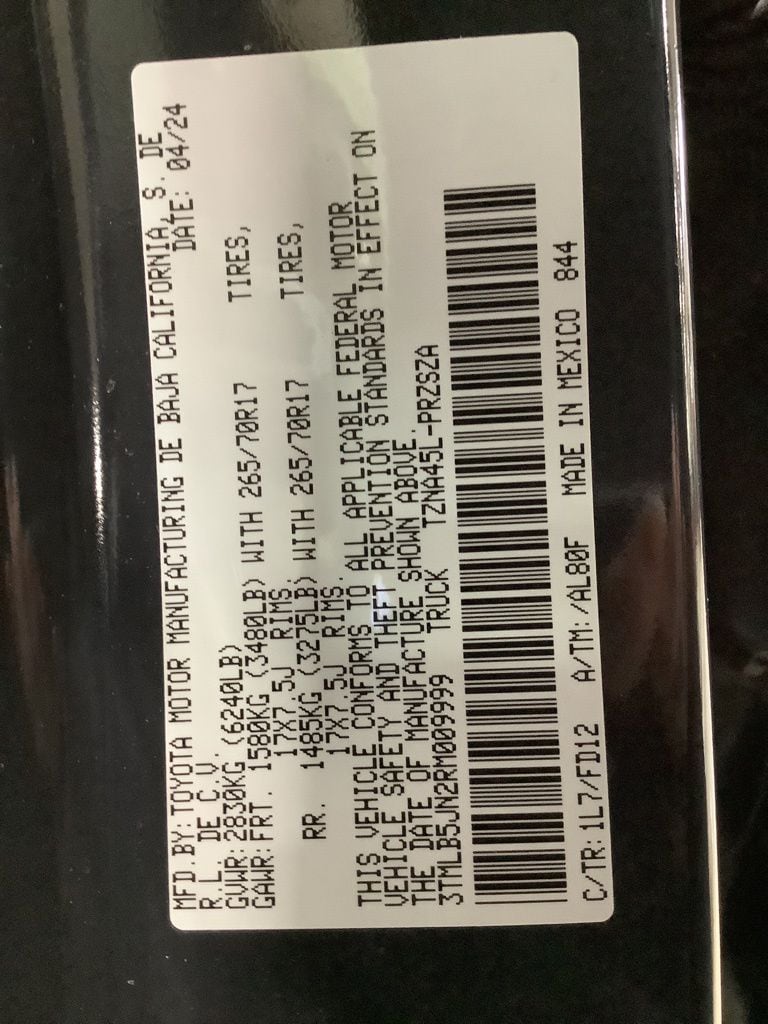 MFD.BY:TOYOTA MOTOR MANUFACTURING DE BAJA CALIFORNIA, S. DE
R.L. DE C.V. DATE: 04/24
GVWR:2830KG (6240LB)
GAWR:FRT. 1580KG (3480LB) WITH 265/70R17 TIRES,
17X7.5J RIMS.
RR. 1485KG (3275LB) WITH 265/70R17 TIRES,
17X7.5J RIMS.
THIS VEHICLE CONFORMS TO ALL APPLICABLE FEDERAL MOTOR
VEHICLE SAFETY AND THEFT PREVENTION STANDARDS IN EFFECT ON
THE DATE OF MANUFACTURE SHOWN ABOVE.
3TMLB5JN2RM009999 TRUCK TZNA45L-PRZSZA
C/TR:1L7/FD12 A/TM:/AL80F MADE IN MEXICO 844